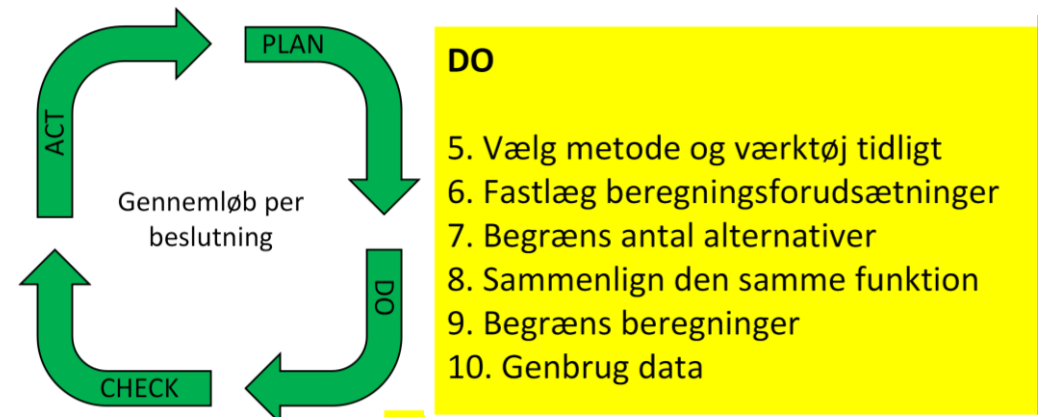 PLAN
ACT
Gennemløb per
beslutning
DO
CHECK
DO
5. Vælg metode og værktøj tidligt
6. Fastlæg beregningsforudsætninger
7. Begræns antal alternativer
8. Sammenlign den samme funktion
9. Begræns beregninger
10. Genbrug data